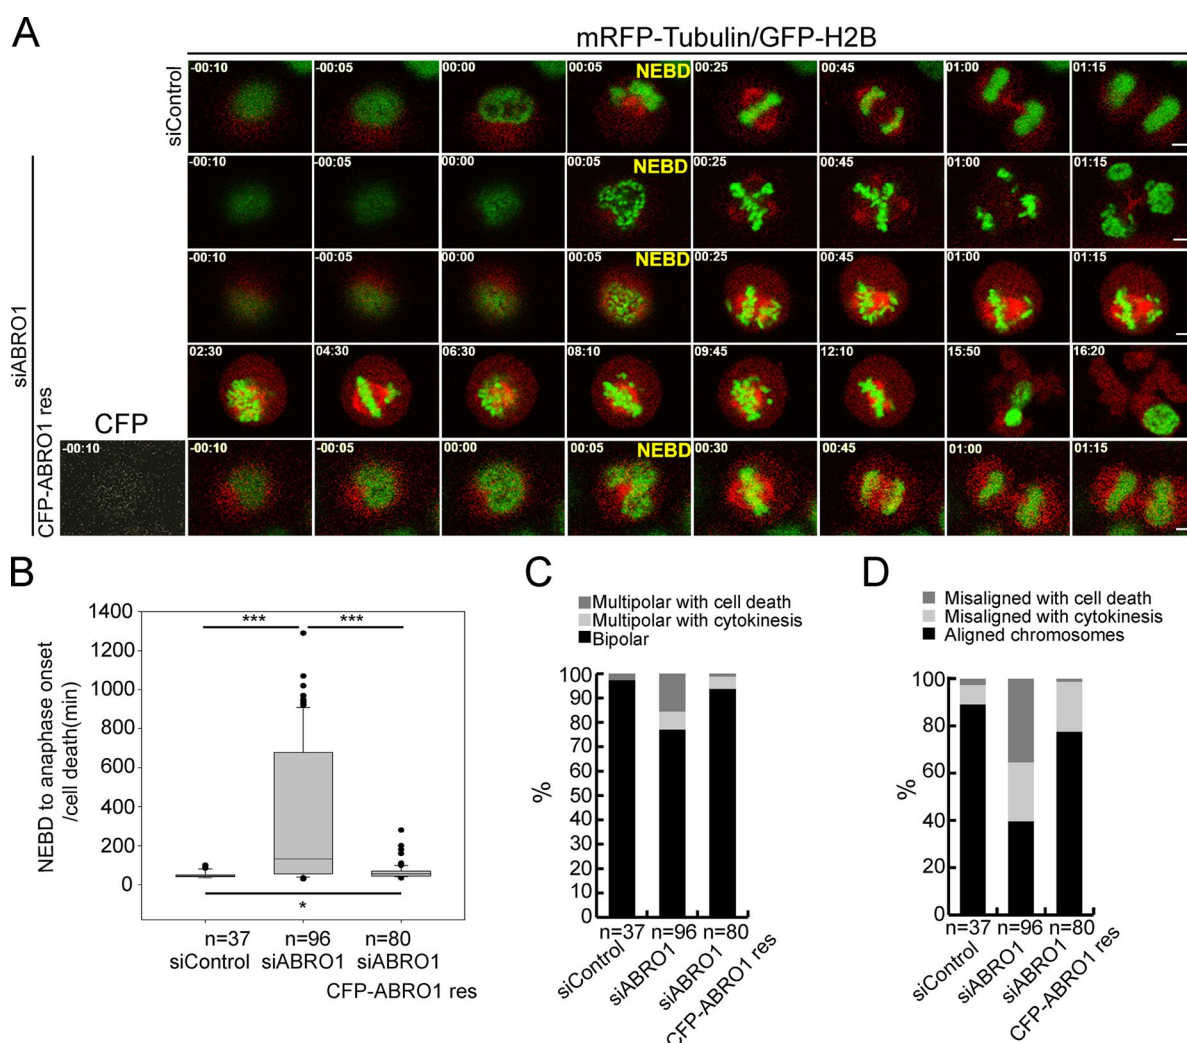 A
mRFP-Tubulin/GFP-H2B
siControl
-00:10 -00:05 00:00 00:05 NEBD 00:25 00:45 01:00 01:15
siABRO1
-00:10 -00:05 00:00 00:05 NEBD 00:25 00:45 01:00 01:15
-00:10 -00:05 00:00 00:05 NEBD 00:25 00:45 01:00 01:15
02:30 04:30 06:30 08:10 09:45 12:10 15:50 16:20
CFP-ABRO1 res
CFP
-00:10 -00:10 -00:05 00:00 00:05 NEBD 00:30 00:45 01:00 01:15
B
NEBD to anaphase onset
/cell death(min)
1400
1200
1000
800
600
400
200
0
*** ***
*
n=37 n=96 n=80
siControl siABRO1 siABRO1
CFP-ABRO1 res
C
Multipolar with cell death
Multipolar with cytokinesis
Bipolar
%
100
90
80
70
60
50
40
30
20
10
0
n=37 n=96 n=80
siControl
siABRO1
siABRO1
CFP-ABRO1 res
D
Misaligned with cell death
Misaligned with cytokinesis
Aligned chromosomes
%
100
80
60
40
20
0
n=37 n=96 n=80
siControl
siABRO1
siABRO1
CFP-ABRO1 res